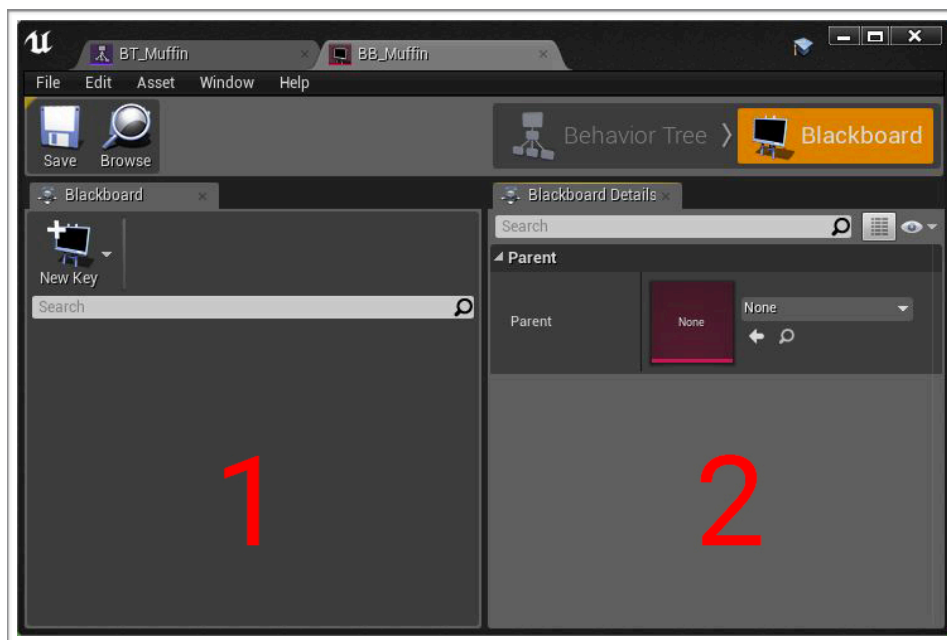 BT_Muffin
BB_Muffin
File Edit Asset Window Help
Save Browse
Behavior Tree
Blackboard
Blackboard
Blackboard Details
New Key
Search
Search
Parent
Parent
None
None
1
2